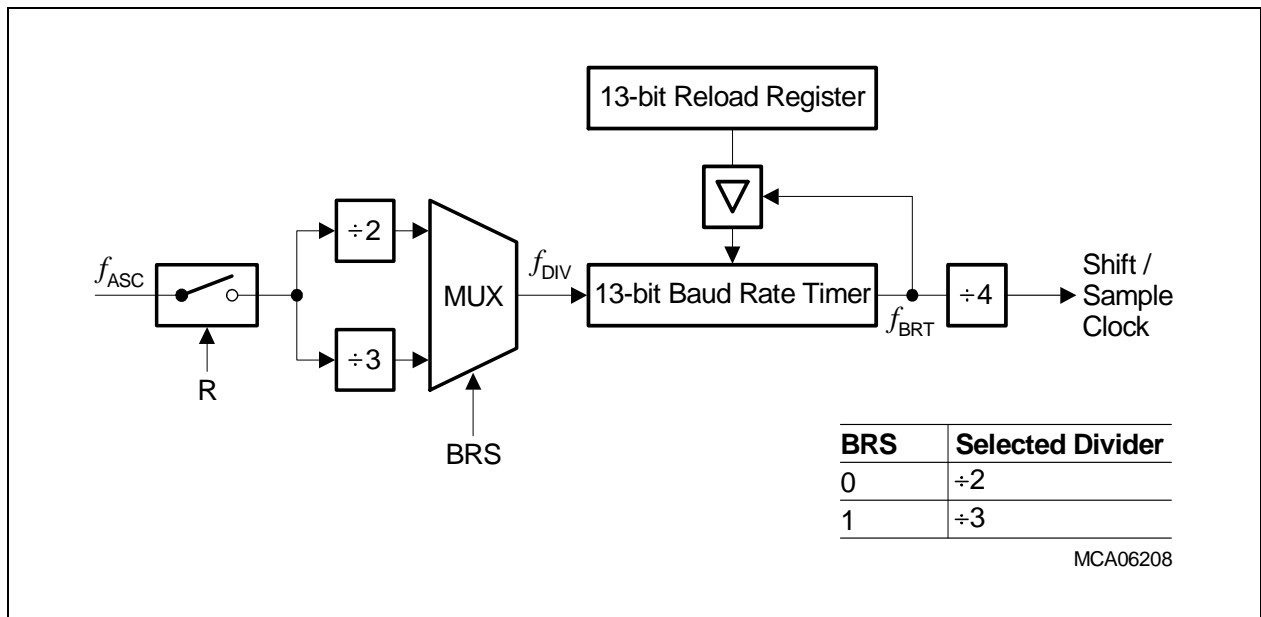 13-bit Reload Register
÷2
fASC
MUX
fDIV
13-bit Baud Rate Timer
fBRT
÷4
Shift /
Sample
Clock
÷3
R
BRS
BRS Selected Divider
0 ÷2
1 ÷3
MCA06208